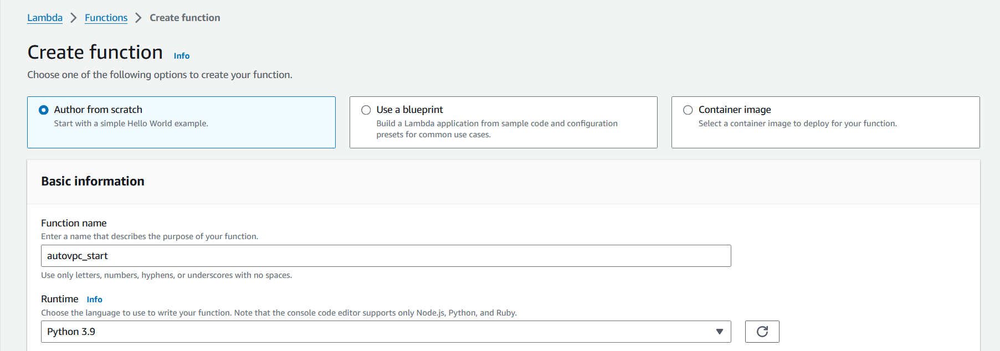 Lambda > Functions > Create function
Create function Info
Choose one of the following options to create your function.
Author from scratch
Start with a simple Hello World example.
Use a blueprint
Build a Lambda application from sample code and configuration
presets for common use cases.
Container image
Select a container image to deploy for your function.
Basic information
Function name
Enter a name that describes the purpose of your function.
autovpc_start
Use only letters, numbers, hyphens, or underscores with no spaces.
Runtime Info
Choose the language to use to write your function. Note that the console code editor supports only Node.js, Python, and Ruby.
Python 3.9